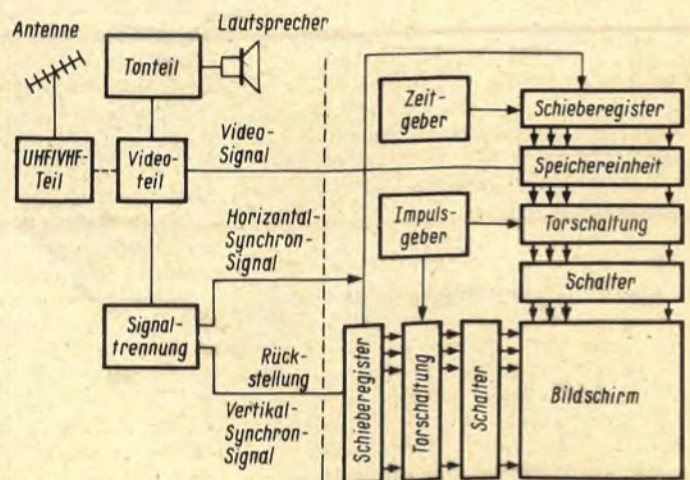 Antenne
Lautsprecher
Tonteil
UHF/VHF-
Teil
Video-
teil
Video-
Signal
Horizontal-
Synchron-
Signal
Signal-
trennung
Rück-
stellung
Vertikal-
Synchron-
Signal
Zeit-
geber
Impuls-
geber
Schieberegister
Speichereinheit
Torschaltung
Schalter
Schieberegister
Torschaltung
Schalter
Bildschirm